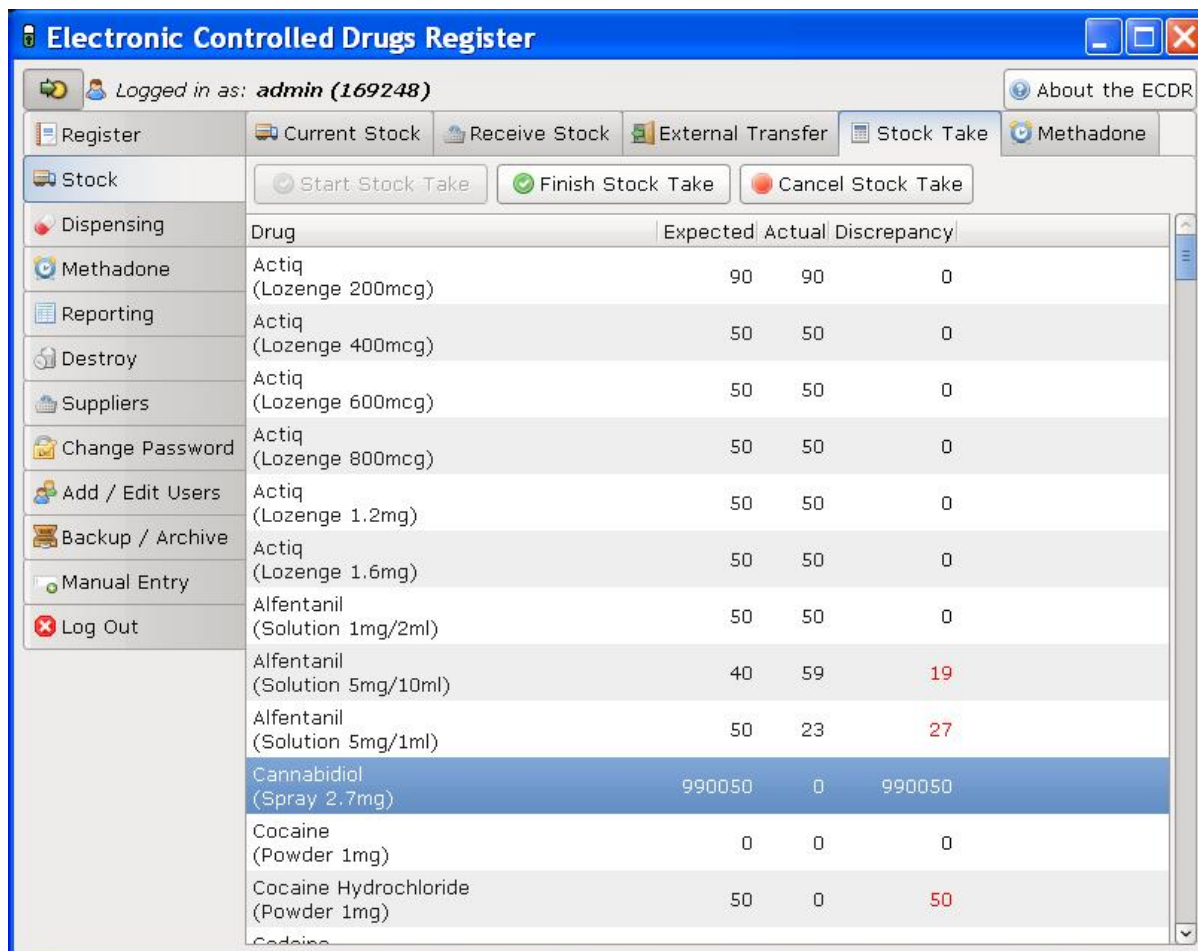 Electronic Controlled Drugs Register
Logged in as: admin (169248)
About the ECDR
Register
Stock
Dispensing
Methadone
Reporting
Destroy
Suppliers
Change Password
Add / Edit Users
Backup / Archive
Manual Entry
Log Out
Current Stock Receive Stock External Transfer Stock Take Methadone
Start Stock Take Finish Stock Take Cancel Stock Take
Drug Expected Actual Discrepancy
Actiq
(Lozenge 200mcg) 90 90 0
Actiq
(Lozenge 400mcg) 50 50 0
Actiq
(Lozenge 600mcg) 50 50 0
Actiq
(Lozenge 800mcg) 50 50 0
Actiq
(Lozenge 1.2mg) 50 50 0
Actiq
(Lozenge 1.6mg) 50 50 0
Alfentanil
(Solution 1mg/2ml) 50 50 0
Alfentanil
(Solution 5mg/10ml) 40 59 19
Alfentanil
(Solution 5mg/1ml) 50 23 27
Cannabidiol
(Spray 2.7mg) 990050 0 990050
Cocaine
(Powder 1mg) 0 0 0
Cocaine Hydrochloride
(Powder 1mg) 50 0 50